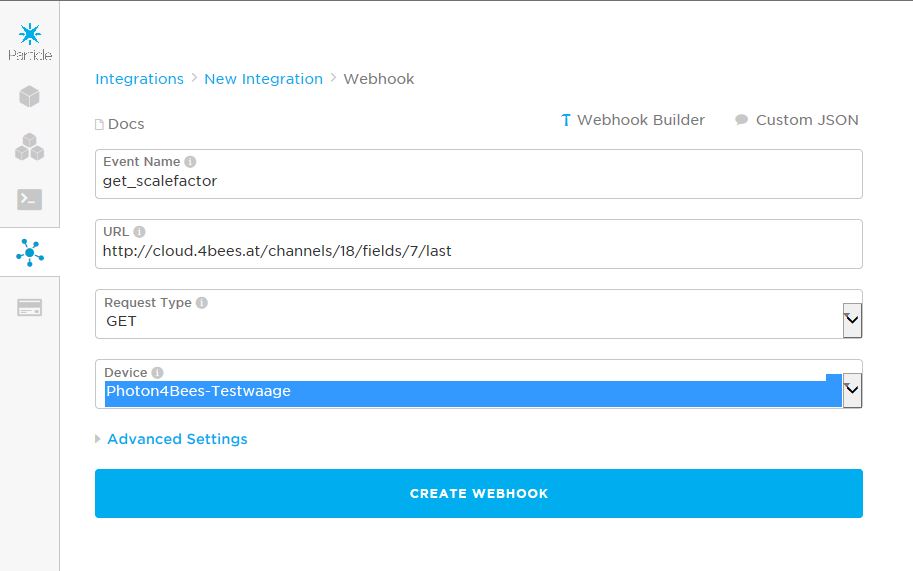 Particle
Integrations > New Integration > Webhook
Docs
Webhook Builder
Custom JSON
Event Name
get_scalefactor
URL
http://cloud.4bees.at/channels/18/fields/7/last
Request Type
GET
Device
Photon4Bees-Testwaage
Advanced Settings
CREATE WEBHOOK